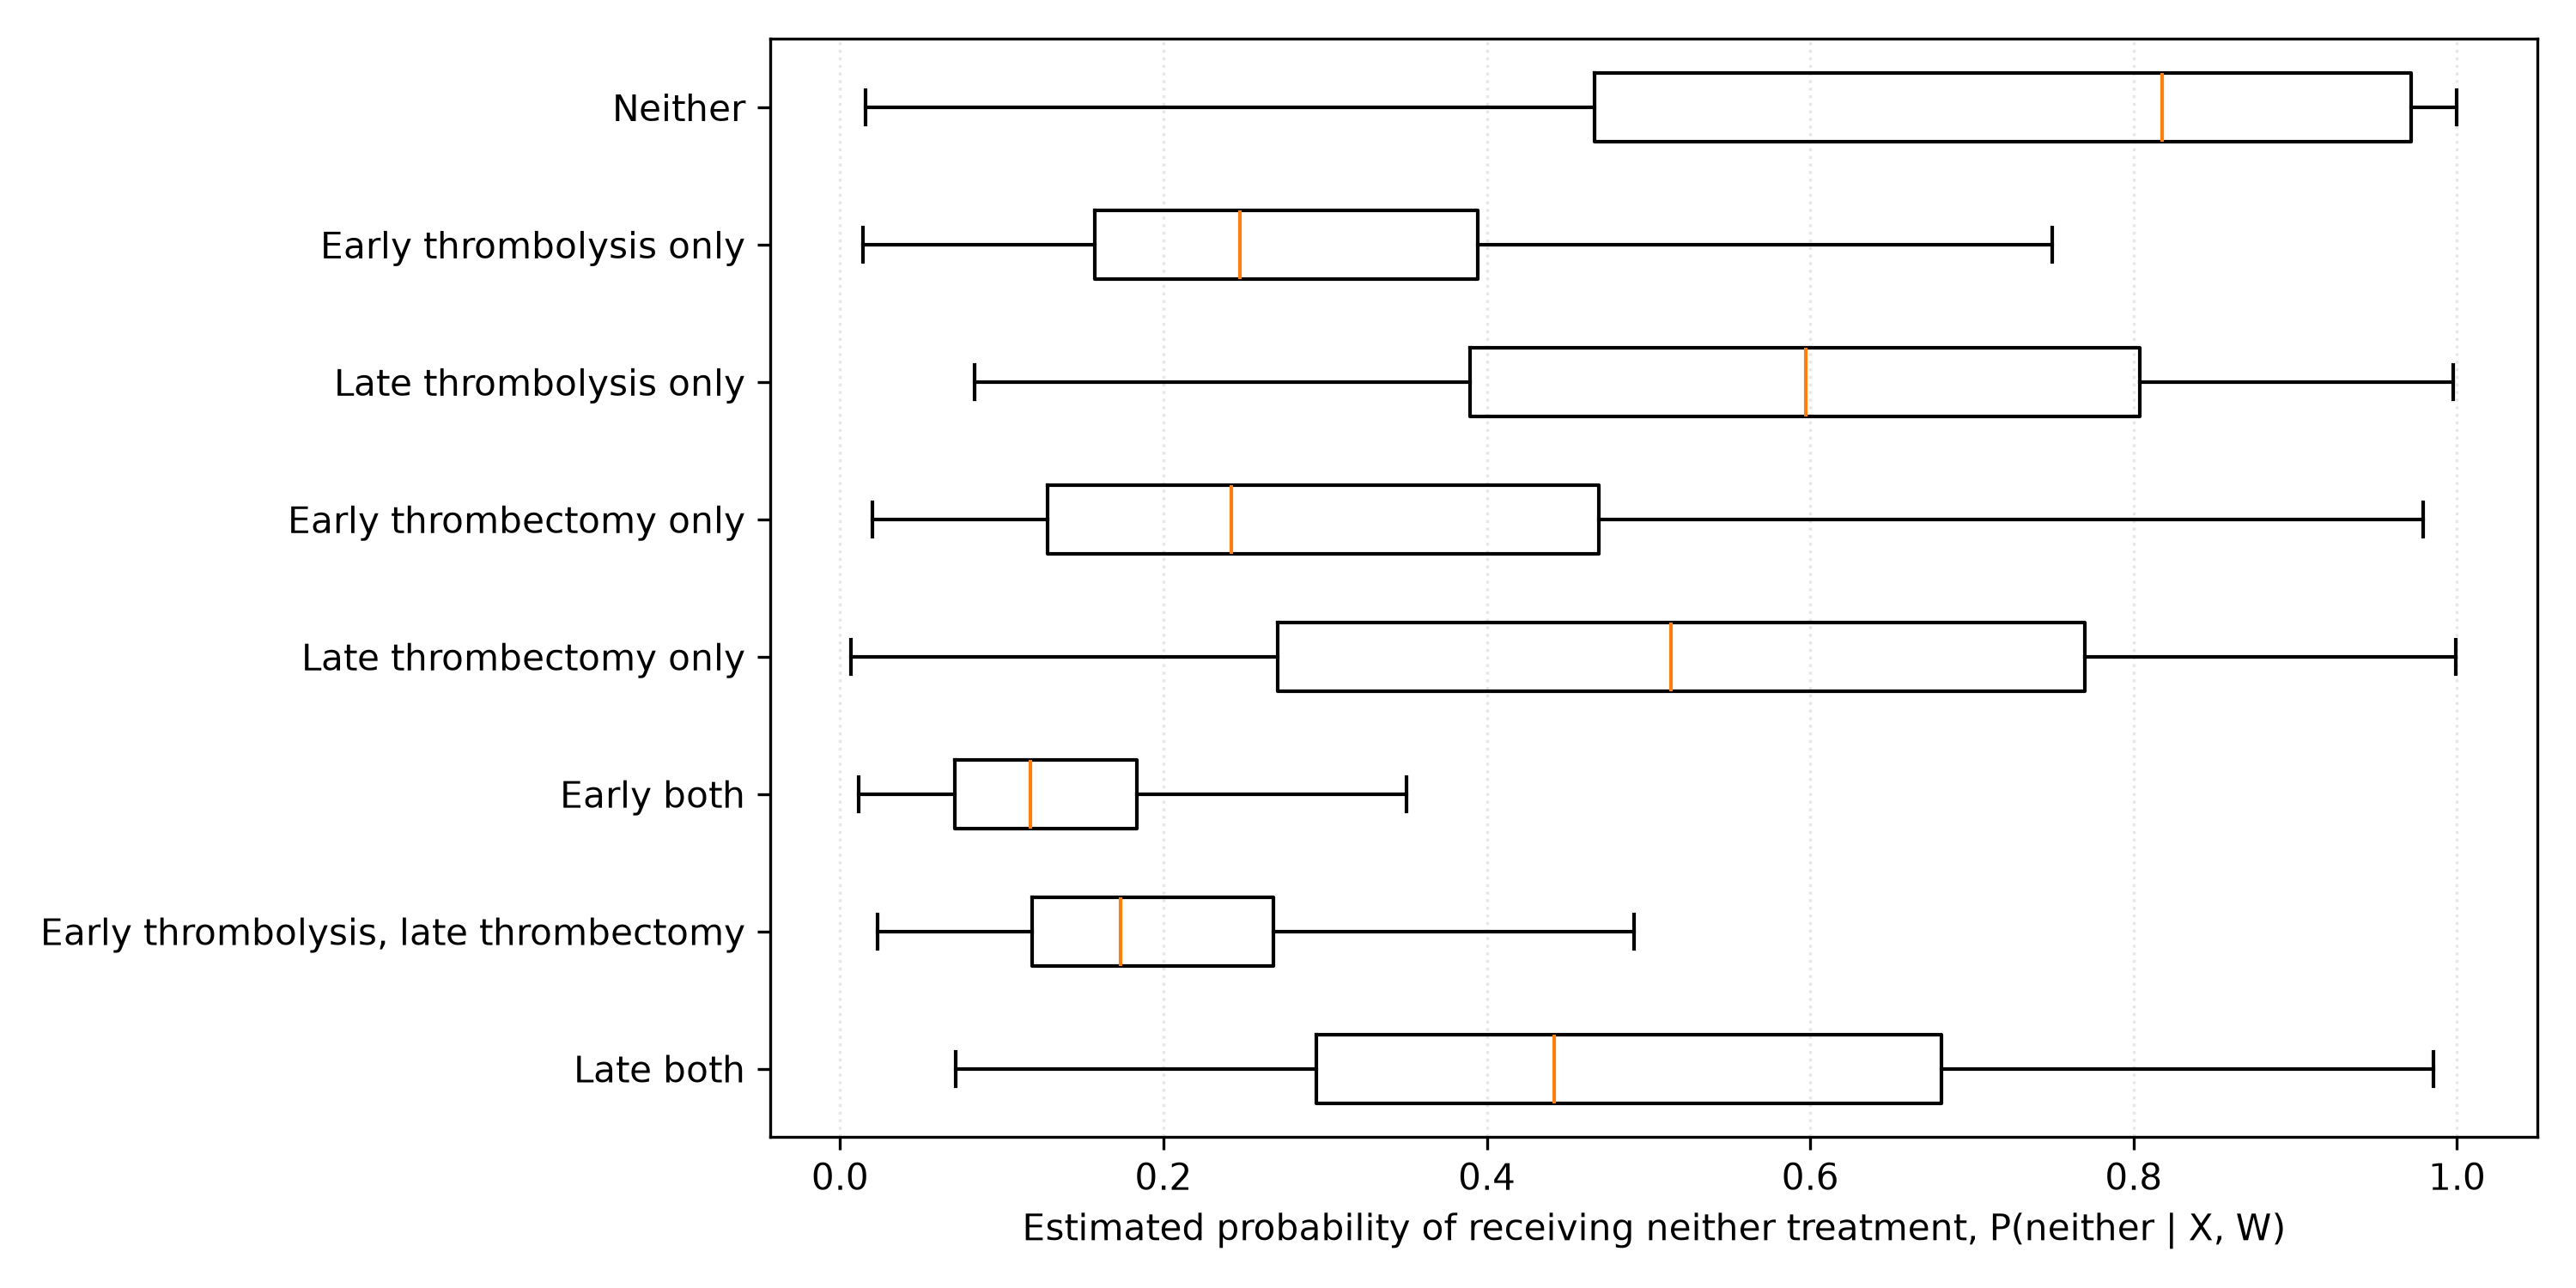 Neither
Early thrombolysis only
Late thrombolysis only
Early thrombectomy only
Late thrombectomy only
Early both
Early thrombolysis, late thrombectomy
Late both
0.0 0.2 0.4 0.6 0.8 1.0
Estimated probability of receiving neither treatment, P(neither | X, W)